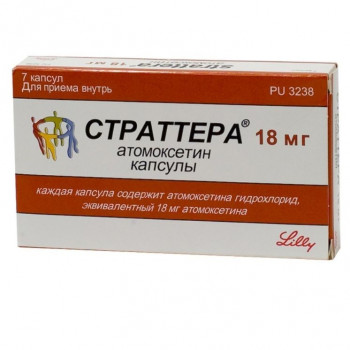 strattera
7 капсул
Для приема внутрь
PU 3238
СТРАТТЕРА® 18 мг
атомоксетин
капсулы
каждая капсула содержит атомоксетина гидрохлорид,
эквивалентный 18 мг атомоксетина
Lilly